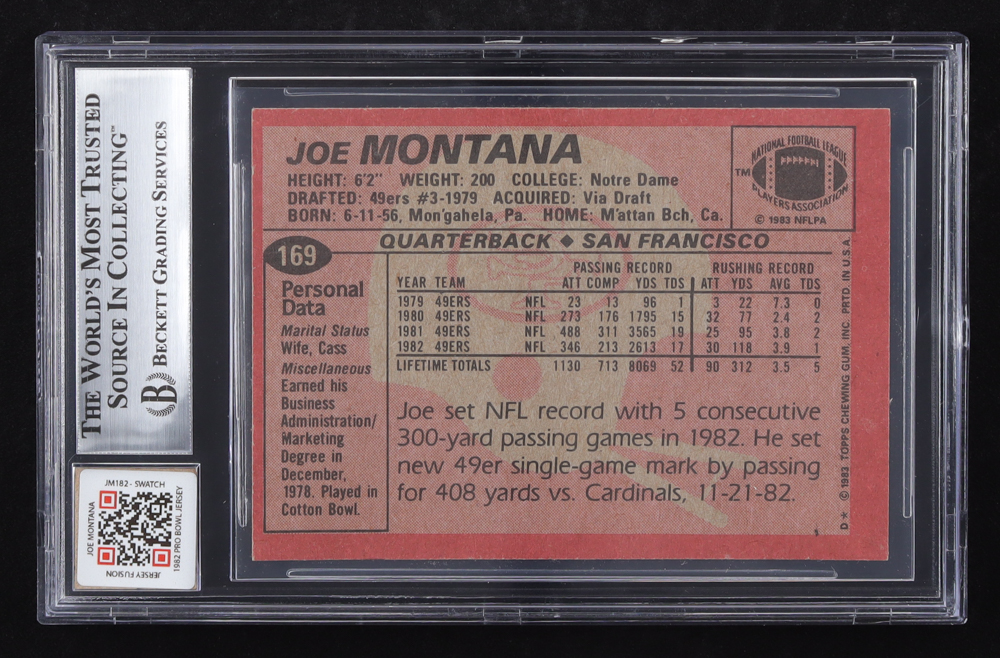 THE WORLD'S MOST TRUSTED
SOURCE IN COLLECTING™
BECKETT GRADING SERVICES
B
JM182 - SWATCH
JOE MONTANA
1982 PRO BOWL JERSEY
JERSEY FUSION
JOE MONTANA
HEIGHT: 6'2" WEIGHT: 200 COLLEGE: Notre Dame
DRAFTED: 49ers #3-1979 ACQUIRED: Via Draft
BORN: 6-11-56, Mon'gahela, Pa. HOME: M'attan Bch, Ca.
NATIONAL FOOTBALL LEAGUE
TM
PLAYERS ASSOCIATION
© 1983 NFLPA
169
QUARTERBACK ◆ SAN FRANCISCO
Personal
Data
Marital Status
Wife, Cass
Miscellaneous
Earned his
Business
Administration/
Marketing
Degree in
December,
1978. Played in
Cotton Bowl.
PASSING RECORD RUSHING RECORD
YEAR TEAM ATT COMP YDS TDS ATT YDS AVG TDS
1979 49ERS NFL 23 13 96 1 3 22 7.3 0
1980 49ERS NFL 273 176 1795 15 32 77 2.4 2
1981 49ERS NFL 488 311 3565 19 25 95 3.8 2
1982 49ERS NFL 346 213 2613 17 30 118 3.9 1
LIFETIME TOTALS 1130 713 8069 52 90 312 3.5 5
Joe set NFL record with 5 consecutive
300-yard passing games in 1982. He set
new 49er single-game mark by passing
for 408 yards vs. Cardinals, 11-21-82.
D* © 1983 TOPPS CHEWING GUM, INC. PRTD. IN U.S.A.